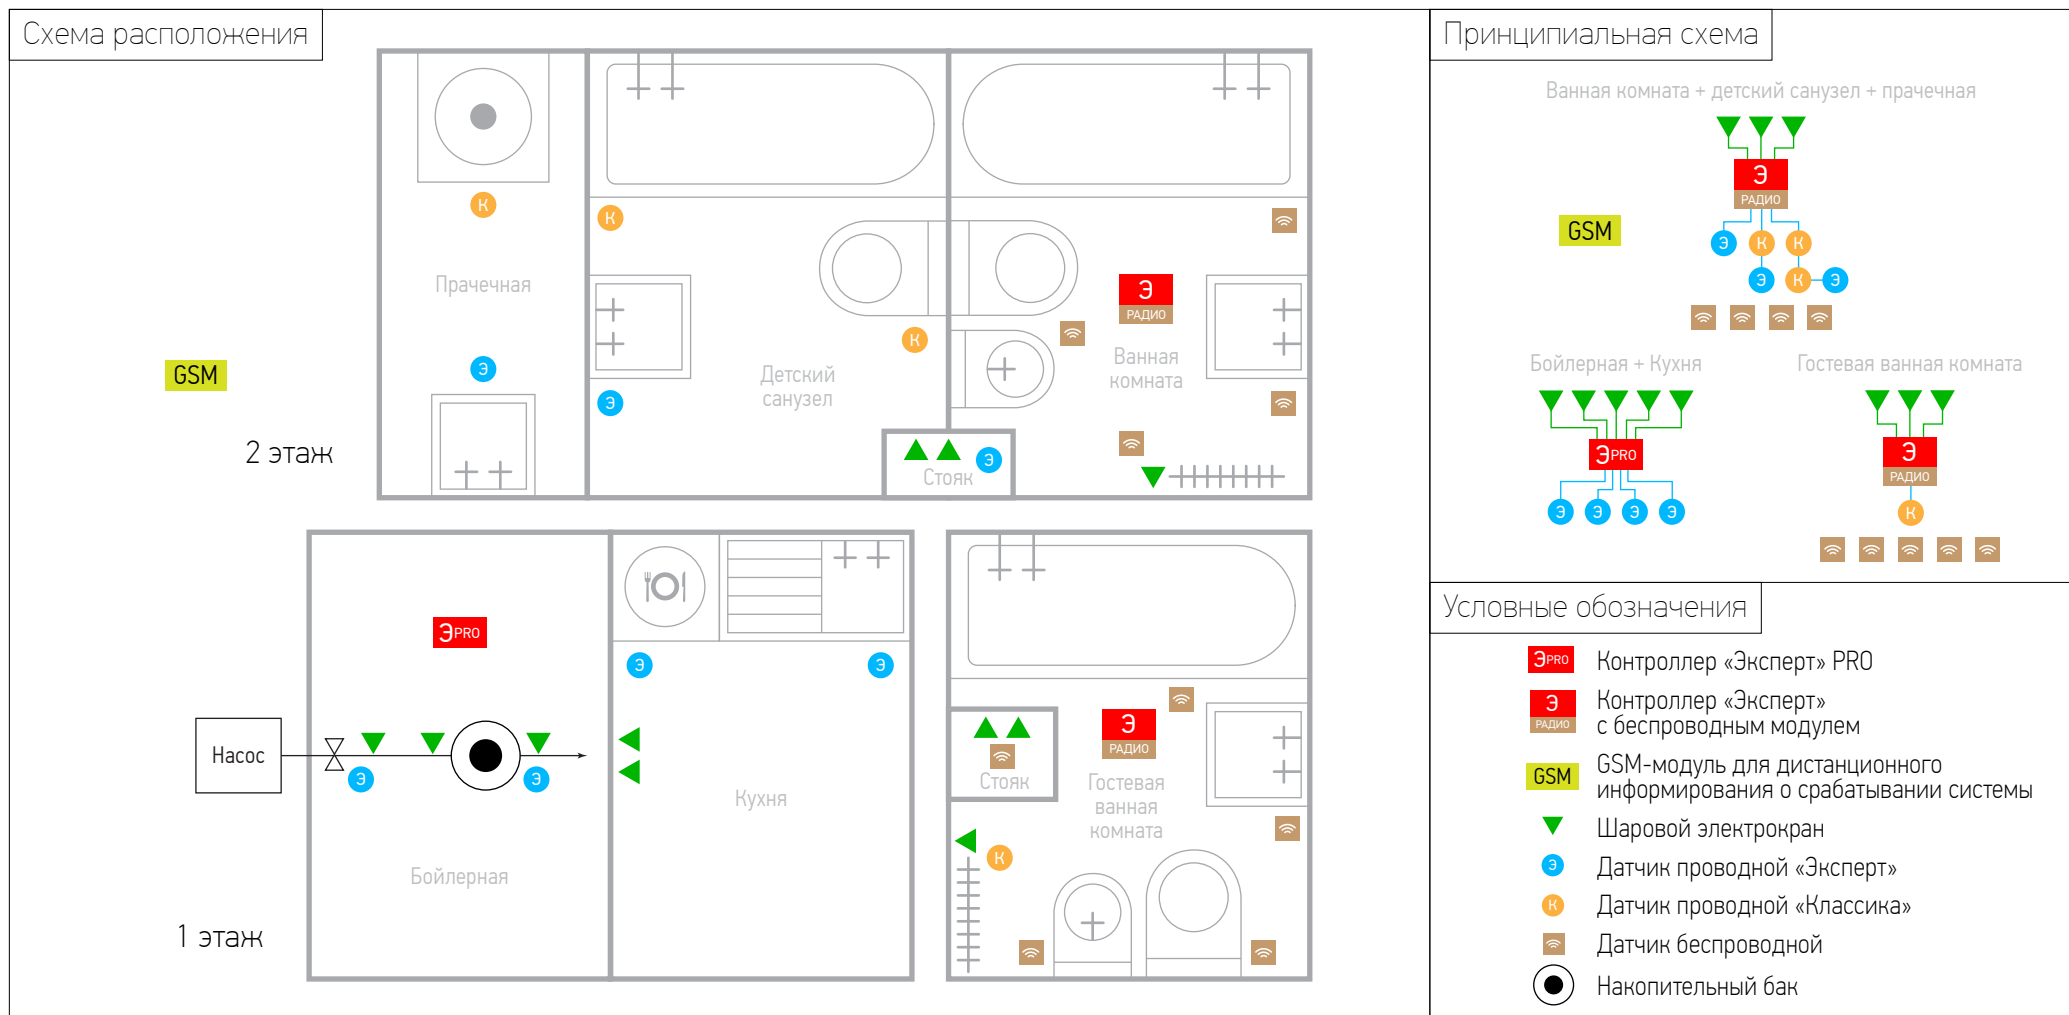 Схема расположения
К
К
Прачечная
Э
РАДИО
К
Ванная
комната
Детский
санузел
Э
Э
GSM
2 этаж
Э
Стояк
ЭPRO
Э
Э
Насос
Э
Э
Кухня
Бойлерная
1 этаж
Э
РАДИО
Стояк
Гостевая
ванная
комната
К
Принципиальная схема
Ванная комната + детский санузел + прачечная
Э
РАДИО
GSM
Э К К
Э К Э
Бойлерная + Кухня
ЭPRO
Э Э Э Э
Гостевая ванная комната
Э
РАДИО
К
Условные обозначения
ЭPRO Контроллер «Эксперт» PRO
Э
РАДИО
Контроллер «Эксперт»
с беспроводным модулем
GSM
GSM-модуль для дистанционного
информирования о срабатывании системы
Шаровой электрокран
Э Датчик проводной «Эксперт»
К Датчик проводной «Классика»
Датчик беспроводной
Накопительный бак